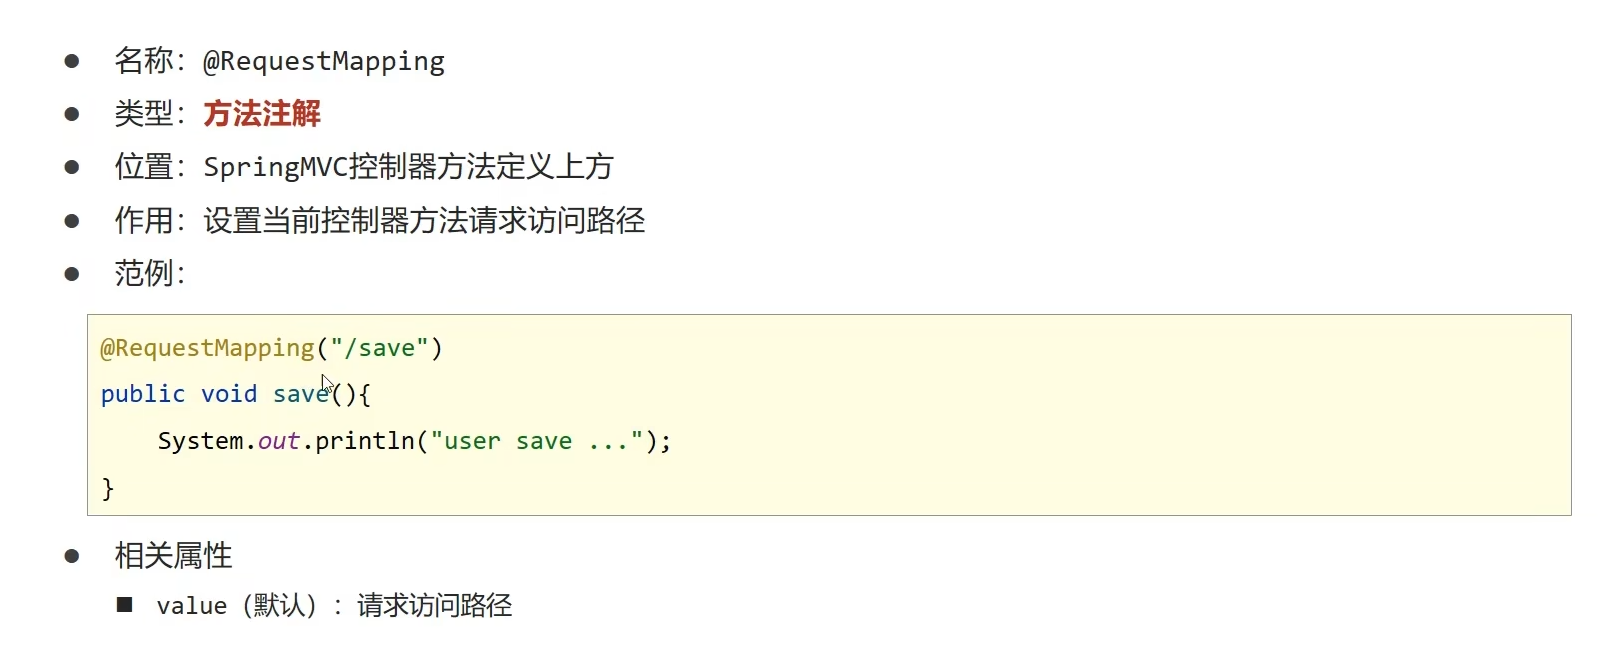 名称：@RequestMapping
类型：方法注解
位置：SpringMVC控制器方法定义上方
作用：设置当前控制器方法请求访问路径
范例：
@RequestMapping("/save")
public void save(){
    System.out.println("user save ...");
}
相关属性
value（默认）：请求访问路径